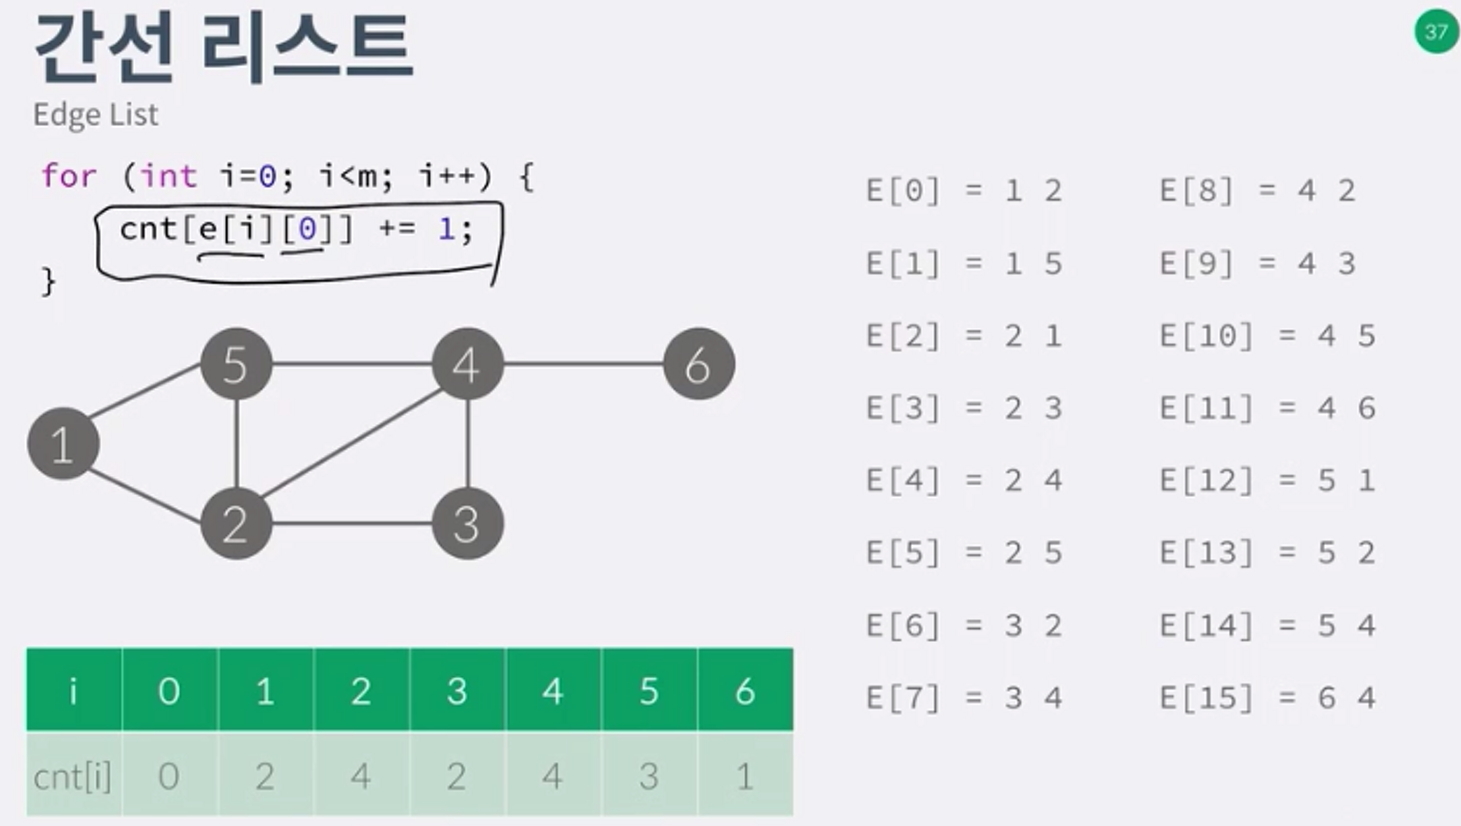 간선 리스트
37
Edge List
for (int i=0; i<m; i++) {
cnt[e[i][0]] += 1;
}
5 4 6
1
2 3
i 0 1 2 3 4 5 6
cnt[i] 0 2 4 2 4 3 1
E[0] = 1 2
E[1] = 1 5
E[2] = 2 1
E[3] = 2 3
E[4] = 2 4
E[5] = 2 5
E[6] = 3 2
E[7] = 3 4
E[8] = 4 2
E[9] = 4 3
E[10] = 4 5
E[11] = 4 6
E[12] = 5 1
E[13] = 5 2
E[14] = 5 4
E[15] = 6 4